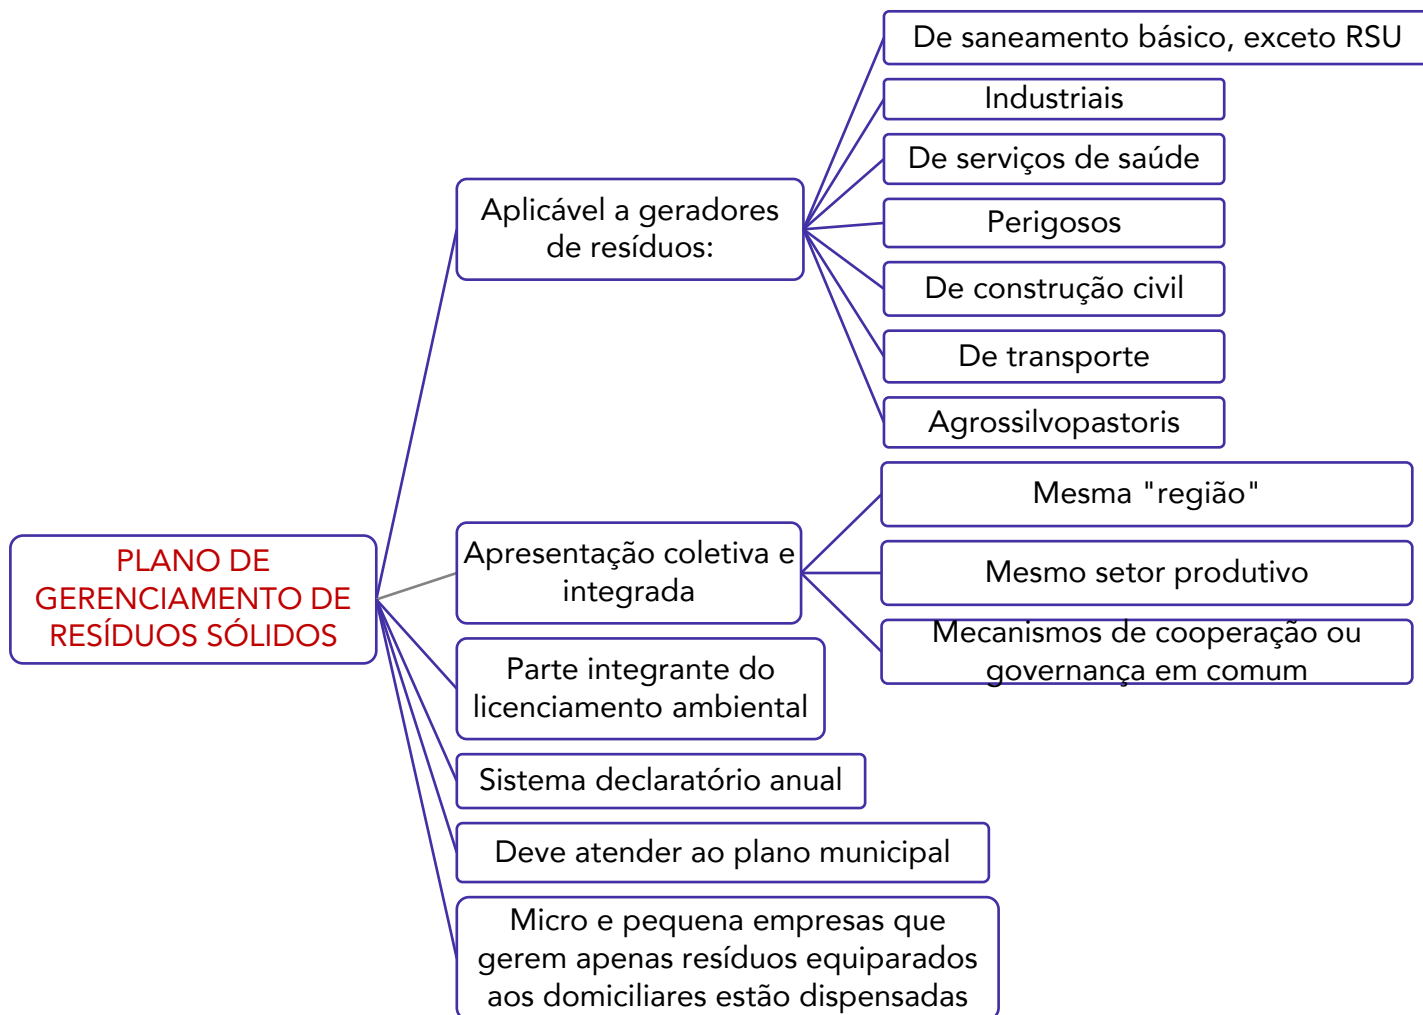 De saneamento básico, exceto RSU
Industriais
De serviços de saúde
Aplicável a geradores
de resíduos:
Perigosos
De construção civil
De transporte
Agrossilvopastoris
Mesma "região"
PLANO DE
GERENCIAMENTO DE
RESÍDUOS SÓLIDOS
Apresentação coletiva e
integrada
Mesmo setor produtivo
Mecanismos de cooperação ou
governança em comum
Parte integrante do
licenciamento ambiental
Sistema declaratório anual
Deve atender ao plano municipal
Micro e pequena empresas que
gerem apenas resíduos equiparados
aos domiciliares estão dispensadas